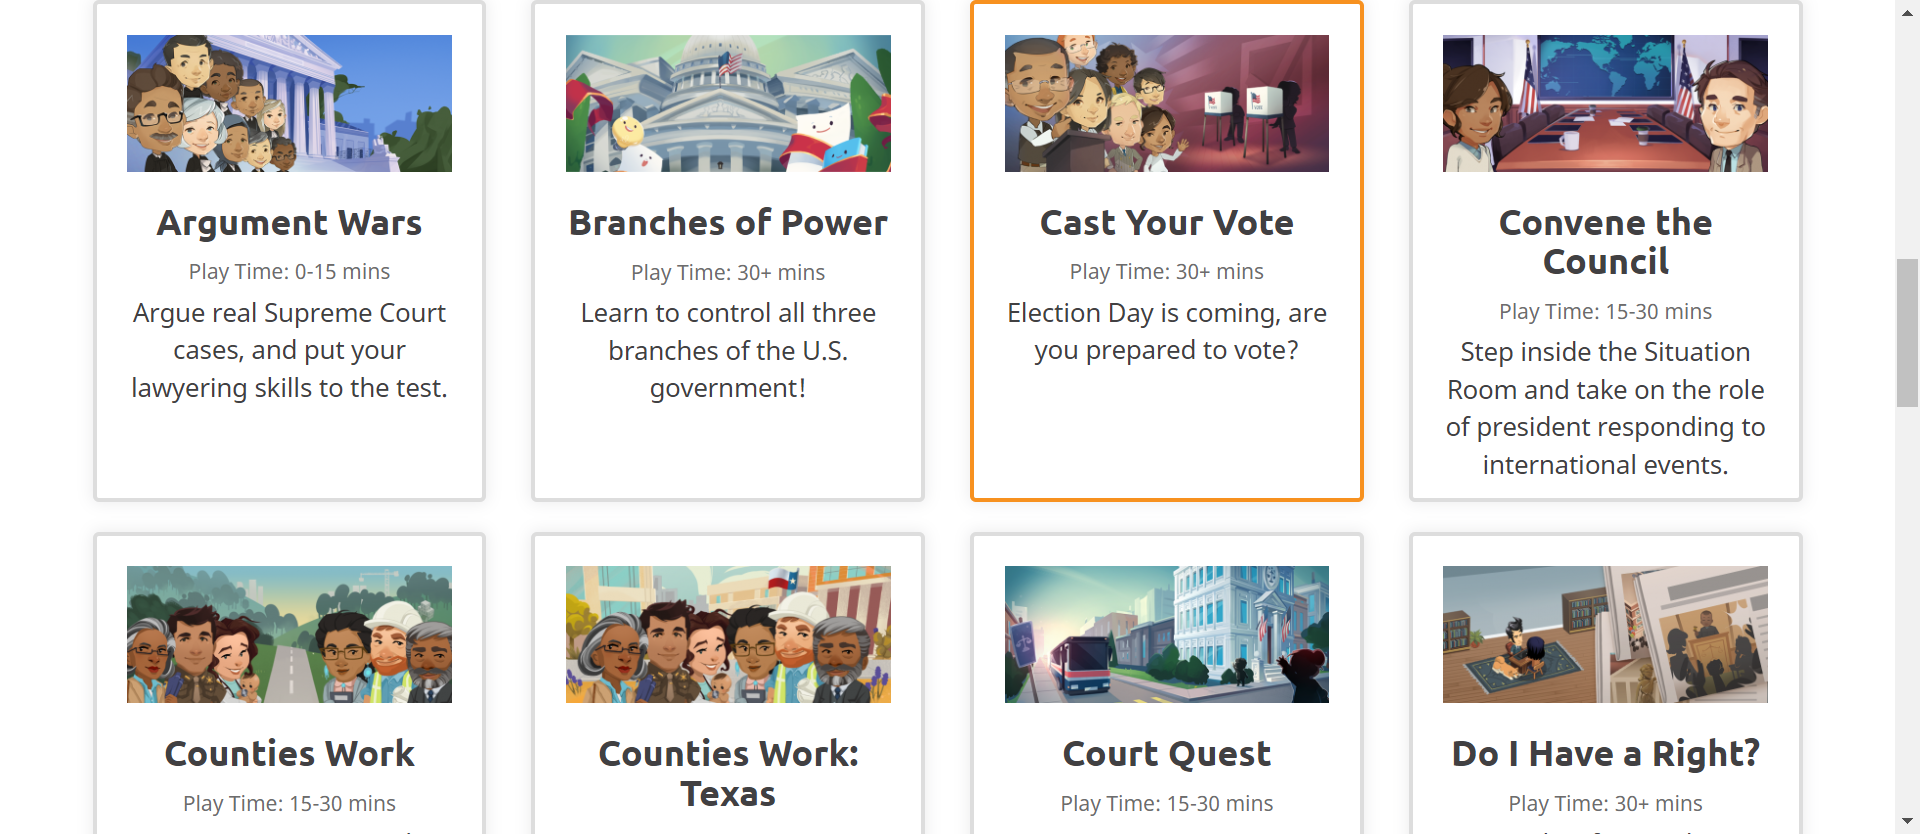 Argument Wars
Play Time: 0-15 mins
Argue real Supreme Court
cases, and put your
lawyering skills to the test.
Branches of Power
Play Time: 30+ mins
Learn to control all three
branches of the U.S.
government!
Cast Your Vote
Play Time: 30+ mins
Election Day is coming, are
you prepared to vote?
Convene the
Council
Play Time: 15-30 mins
Step inside the Situation
Room and take on the role
of president responding to
international events.
Counties Work
Play Time: 15-30 mins
Counties Work:
Texas
Court Quest
Play Time: 15-30 mins
Do I Have a Right?
Play Time: 30+ mins